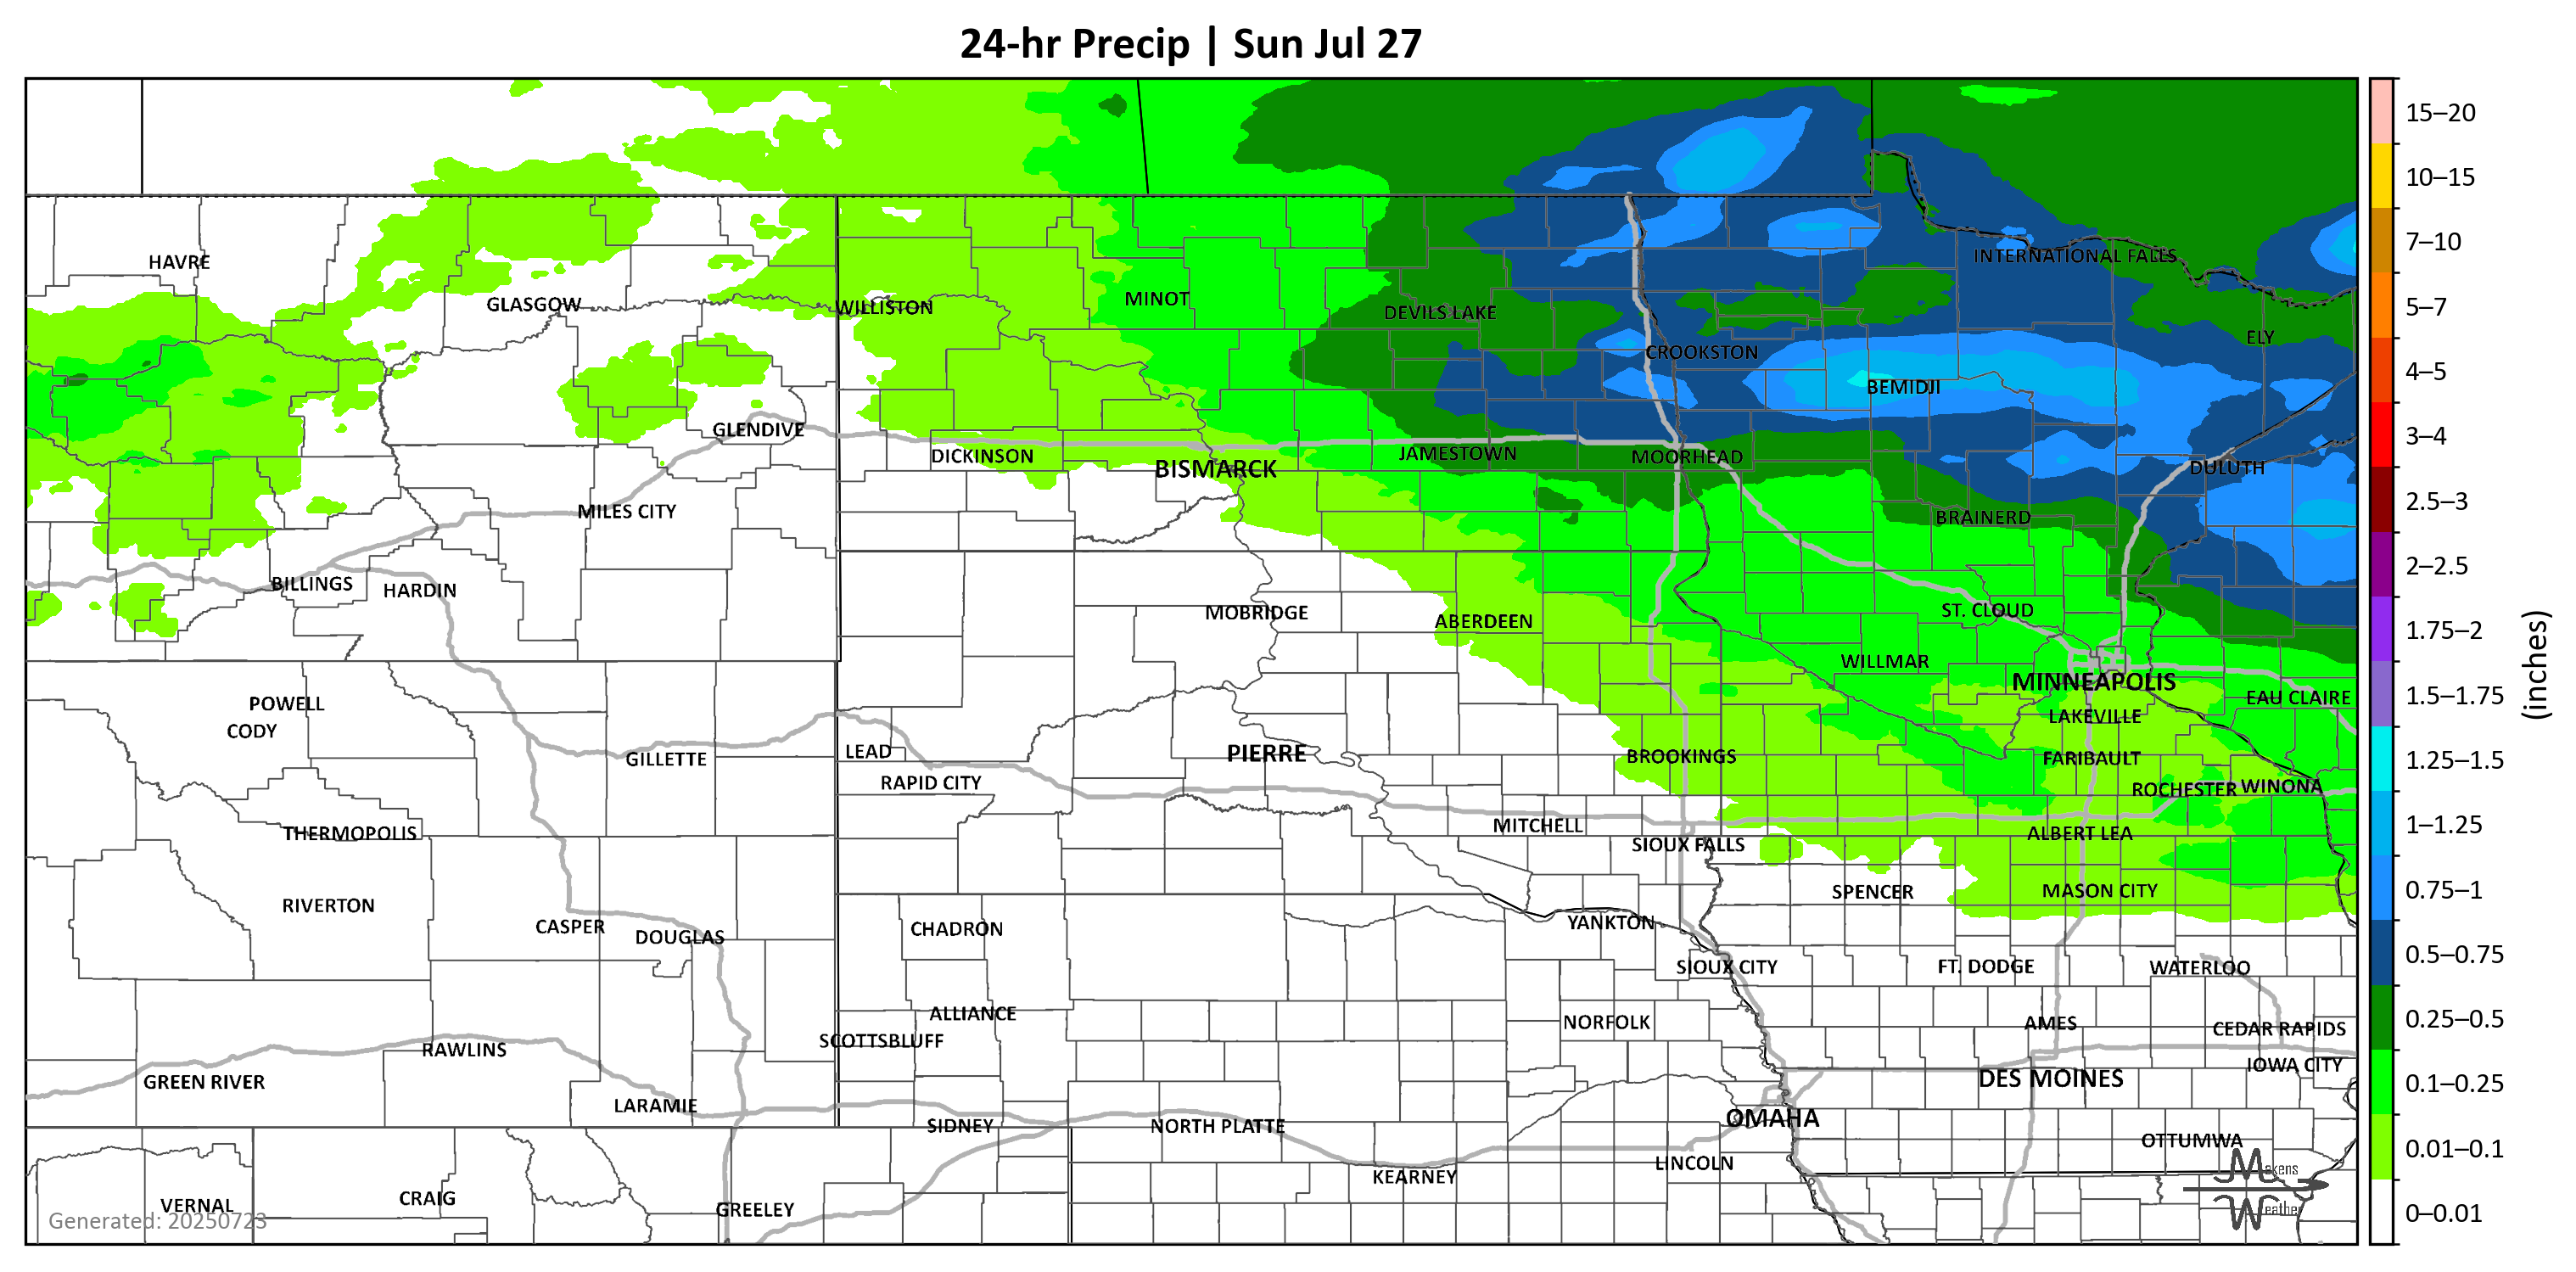 24-hr Precip | Sun Jul 27
15–20
10–15
HAVRE
7–10
INTERNATIONAL FALLS
GLASGOW
WILLISTON
MINOT
DEVILS LAKE
5–7
ELY
CROOKSTON
4–5
BEMIDJI
GLENDIVE
3–4
DICKINSON
BISMARCK
JAMESTOWN
MOORHEAD
DULUTH
2.5–3
MILES CITY
BRAINERD
2–2.5
BILLINGS
HARDIN
MOBRIDGE
ABERDEEN
ST. CLOUD
1.75–2
(inches)
WILLMAR
MINNEAPOLIS
1.5–1.75
POWELL
EAU CLAIRE
CODY
LAKEVILLE
GILLETTE
LEAD
PIERRE
BROOKINGS
FARIBAULT
1.25–1.5
RAPID CITY
ROCHESTER
WINONA
THERMOPOLIS
MITCHELL
ALBERT LEA
1–1.25
SIOUX FALLS
RIVERTON
SPENCER
MASON CITY
0.75–1
CASPER
DOUGLAS
CHADRON
YANKTON
SIOUX CITY
FT. DODGE
WATERLOO
0.5–0.75
ALLIANCE
SCOTTSBLUFF
NORFOLK
AMES
CEDAR RAPIDS
0.25–0.5
RAWLINS
IOWA CITY
GREEN RIVER
DES MOINES
0.1–0.25
LARAMIE
SIDNEY
NORTH PLATTE
OMAHA
OTTUMWA
0.01–0.1
KEARNEY
LINCOLN
Makens
Weather
VERNAL
CRAIG
GREELEY
Generated: 20250723
0–0.01